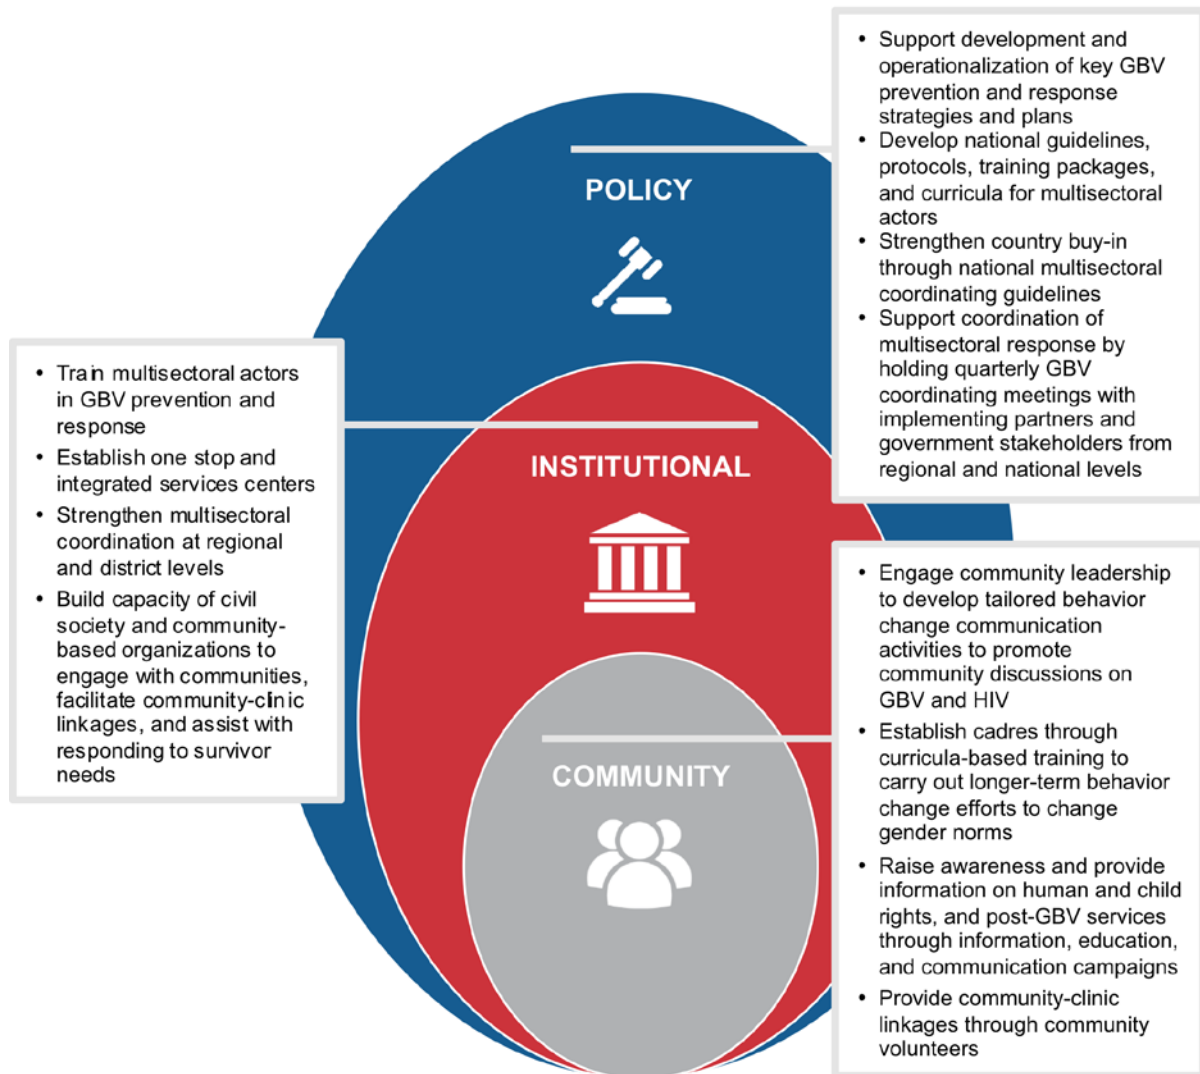 • Support development and
operationalization of key GBV
prevention and response
strategies and plans
• Develop national guidelines,
protocols, training packages,
and curricula for multisectoral
actors
• Strengthen country buy-in
through national multisectoral
coordinating guidelines
• Support coordination of
multisectoral response by
holding quarterly GBV
coordinating meetings with
implementing partners and
government stakeholders from
regional and national levels
POLICY
• Train multisectoral actors
in GBV prevention and
response
• Establish one stop and
integrated services centers
• Strengthen multisectoral
coordination at regional
and district levels
• Build capacity of civil
society and community-
based organizations to
engage with communities,
facilitate community-clinic
linkages, and assist with
responding to survivor
needs
INSTITUTIONAL
• Engage community leadership
to develop tailored behavior
change communication
activities to promote
community discussions on
GBV and HIV
• Establish cadres through
curricula-based training to
carry out longer-term behavior
change efforts to change
gender norms
• Raise awareness and provide
information on human and child
rights, and post-GBV services
through information, education,
and communication campaigns
• Provide community-clinic
linkages through community
volunteers
COMMUNITY